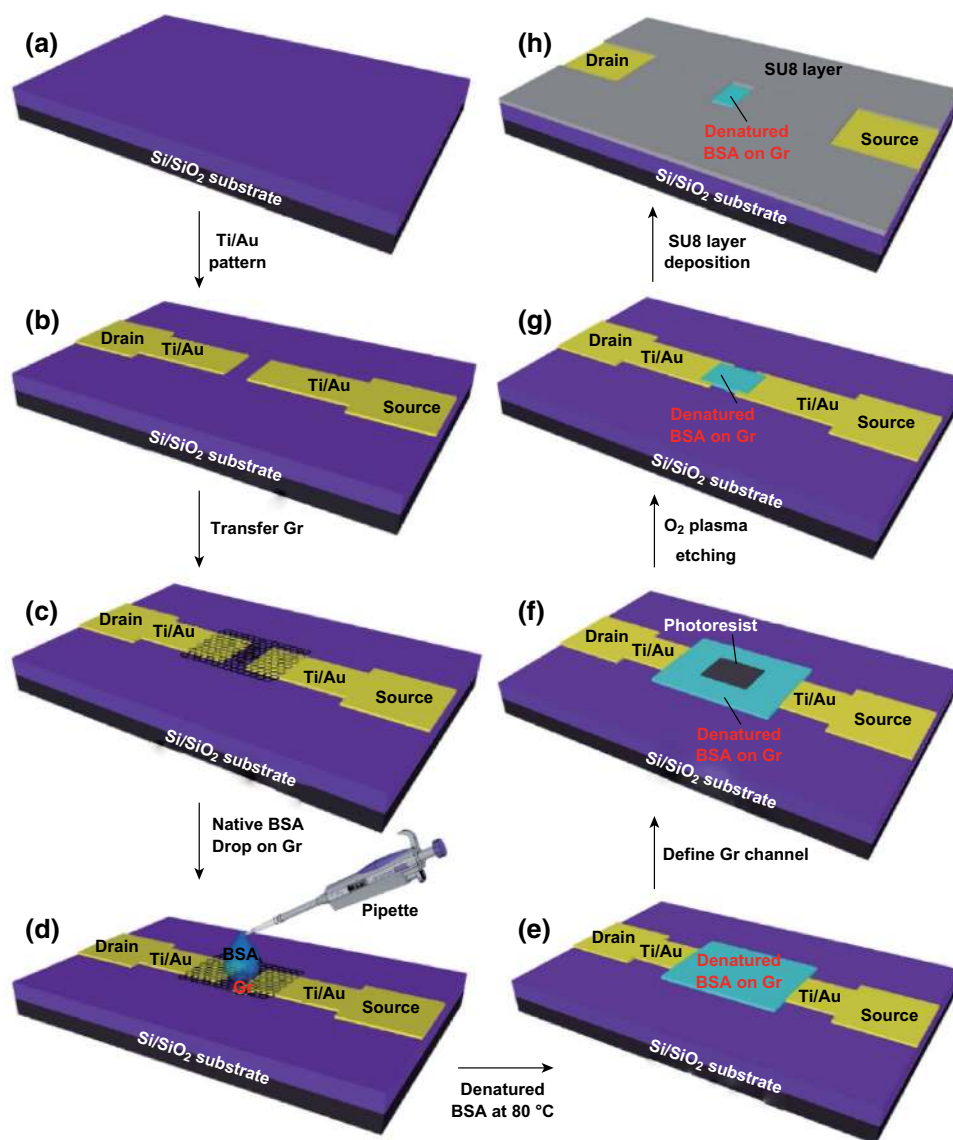 (a)
Si/SiO₂ substrate
Ti/Au
pattern
(b)
Drain
Ti/Au
Ti/Au
Source
Si/SiO₂ substrate
Transfer Gr
(c)
Drain
Ti/Au
Ti/Au
Source
Si/SiO₂ substrate
Native BSA
Drop on Gr
Pipette
(d)
Drain
Ti/Au
BSA
Gr
Ti/Au
Source
Si/SiO₂ substrate
Denatured
BSA at 80 °C
(e)
Drain
Ti/Au
Denatured
BSA on Gr
Ti/Au
Source
Si/SiO₂ substrate
Define Gr channel
(f)
Photoresist
Drain
Ti/Au
Ti/Au
Source
Denatured
BSA on Gr
Si/SiO₂ substrate
O₂ plasma
etching
(g)
Drain
Ti/Au
Ti/Au
Source
Denatured
BSA on Gr
Si/SiO₂ substrate
SU8 layer
deposition
(h)
Drain
SU8 layer
Denatured
BSA on Gr
Source
Si/SiO₂ substrate